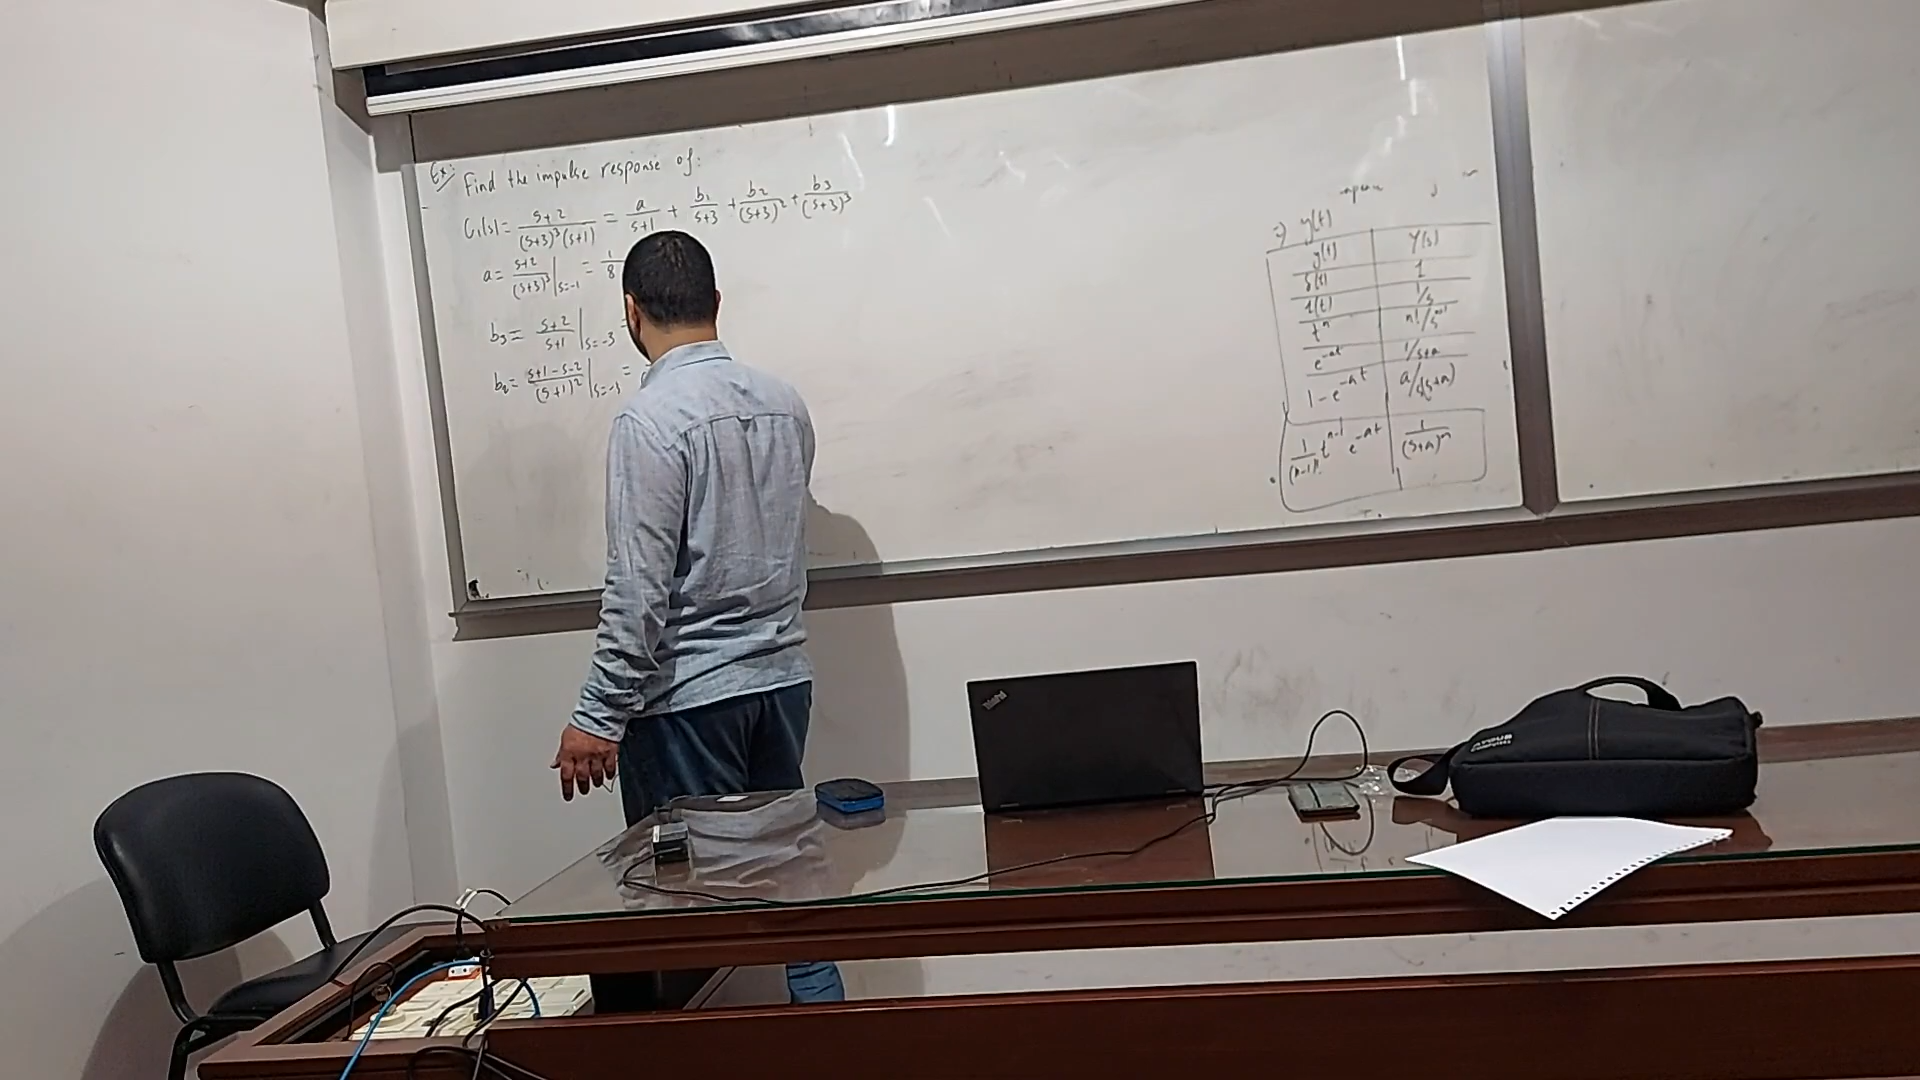 Ex: Find the impulse response of:
G(s) = s+2 / (s+3)³(s+1) = a / s+1 + b₁ / s+3 + b₂ / (s+3)² + b₃ / (s+3)³
a = s+2 / (s+3)³ |s=-1 = 1 / 8
b₃ = s+2 / s+1 |s=-3 =
b₂ = s+1-s-2 / (s+1)² |s=-3 =
⇒ y(t)
y(t) Y(s)
δ(t) 1
1(t) 1/s
tⁿ n!/sⁿ⁺¹
e^-at 1/s+a
1-e^-at a/s(s+a)
1/(n-1)! t^n-1 e^-at 1/(s+a)ⁿ
ThinkPad